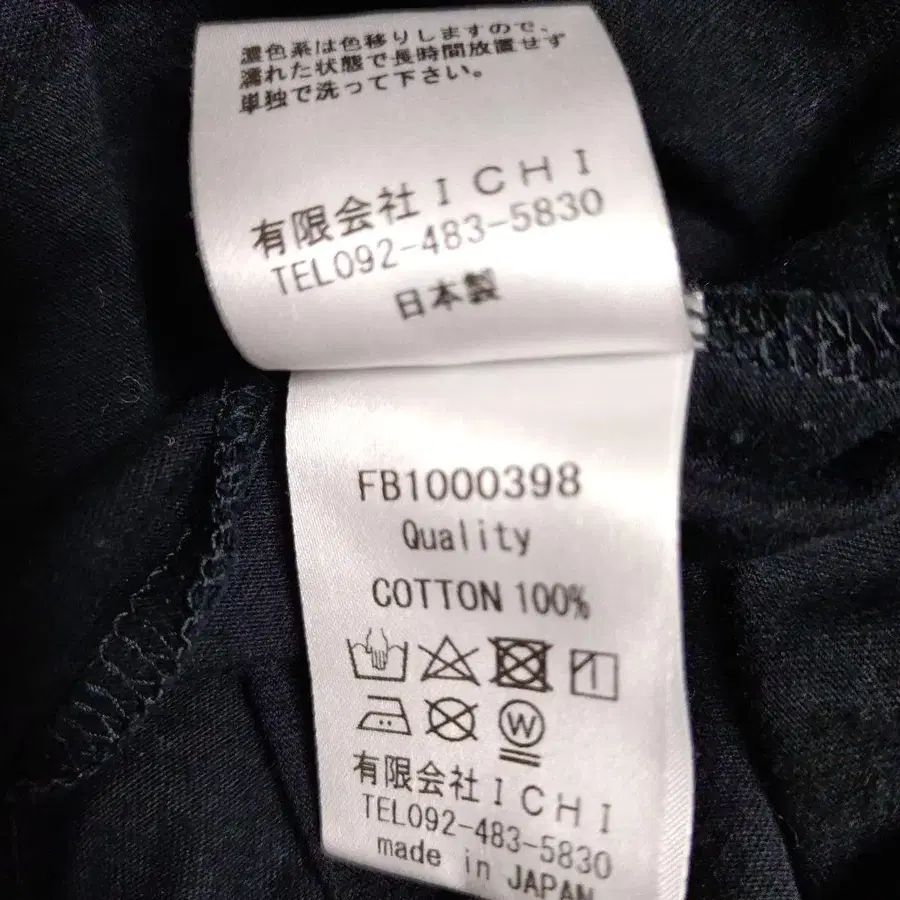 濃色系は色移りしますので、
濡れた状態で長時間放置せず
単独で洗って下さい。
有限会社ＩＣＨＩ
TEL092-483-5830
日本製
FB1000398
Quality
COTTON 100%
W
有限会社ＩＣＨＩ
TEL092-483-5830
made in JAPAN